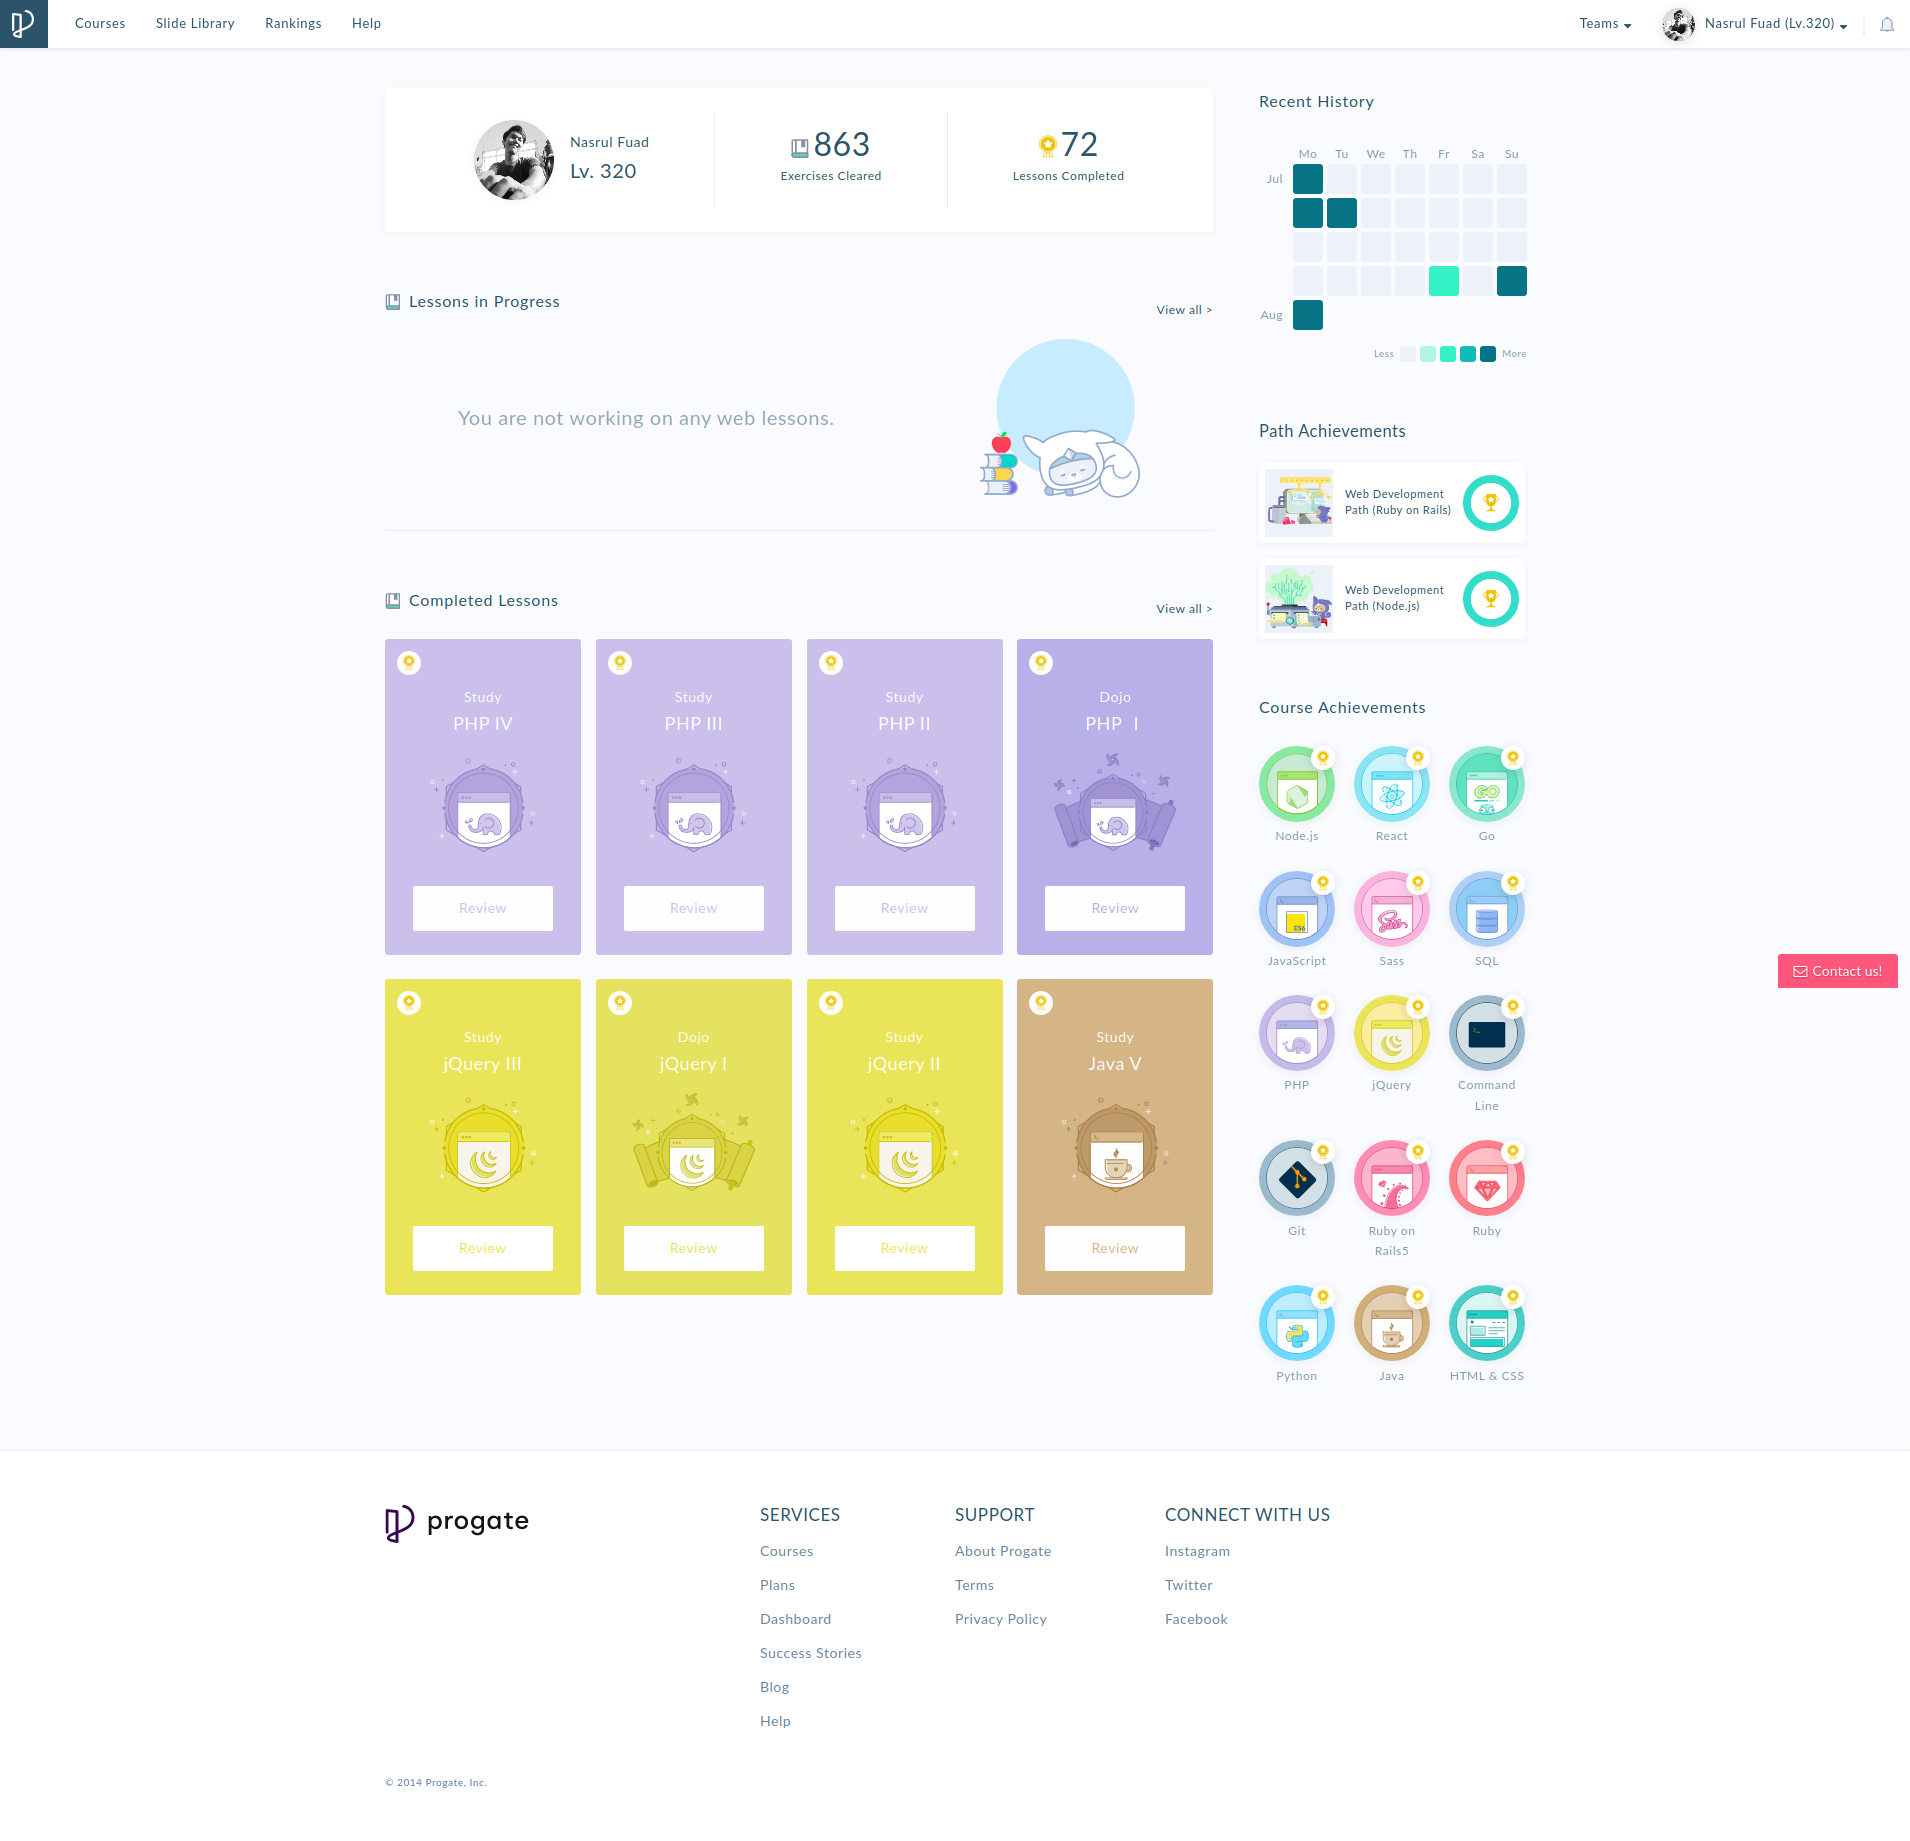 Courses Slide Library Rankings Help Teams Nasrul Fuad (Lv.320)
Nasrul Fuad
Lv. 320
863
Exercises Cleared
72
Lessons Completed
Lessons in Progress
View all >
You are not working on any web lessons.
Completed Lessons
View all >
Study
PHP IV
Review
Study
PHP III
Review
Study
PHP II
Review
Dojo
PHP I
Review
Study
jQuery III
Review
Dojo
jQuery I
Review
Study
jQuery II
Review
Study
Java V
Review
Recent History
Mo Tu We Th Fr Sa Su
Jul
Aug
Less More
Path Achievements
Web Development
Path (Ruby on Rails)
Web Development
Path (Node.js)
Course Achievements
Node.js
React
GO
Go
ES6
JavaScript
Sass
Sass
SQL
PHP
jQuery
Command
Line
Git
Ruby on
Rails5
Ruby
Python
Java
HTML & CSS
Contact us!
progate
SERVICES
Courses
Plans
Dashboard
Success Stories
Blog
Help
SUPPORT
About Progate
Terms
Privacy Policy
CONNECT WITH US
Instagram
Twitter
Facebook
© 2014 Progate, Inc.